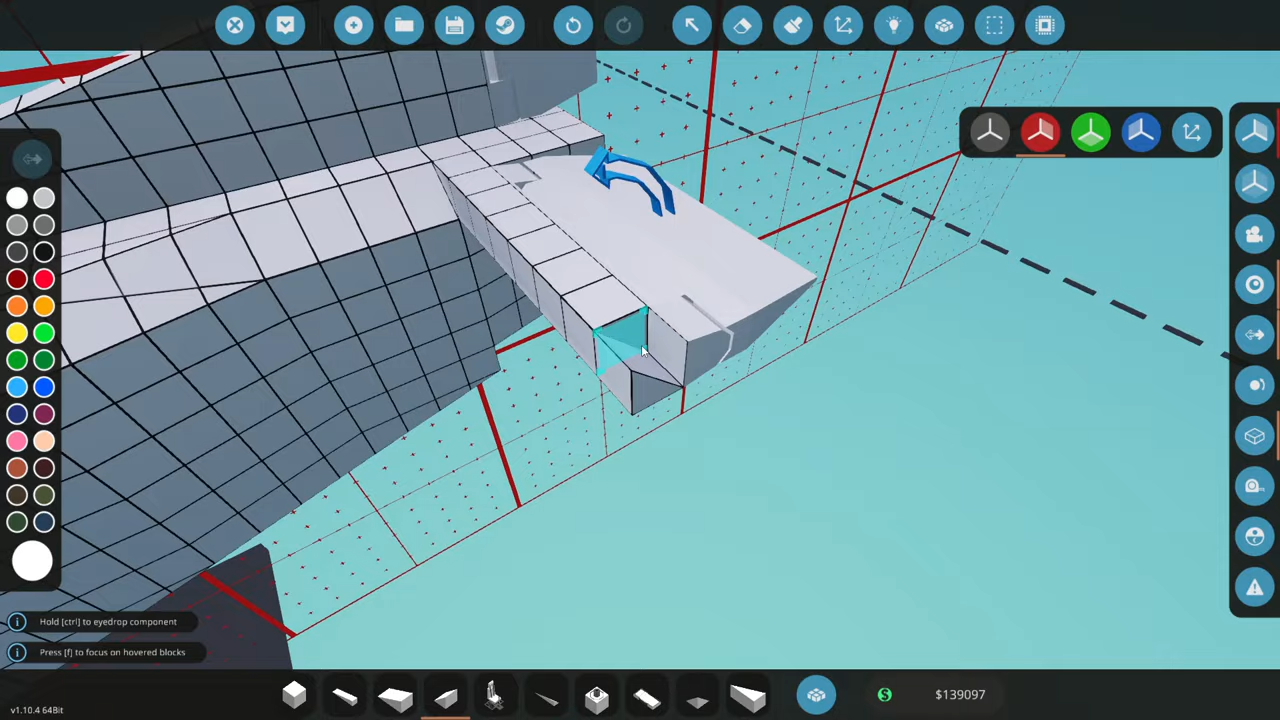 Hold [ctrl] to eyedrop component
Press [f] to focus on hovered blocks
v1.10.4 64Bit
$
$139097